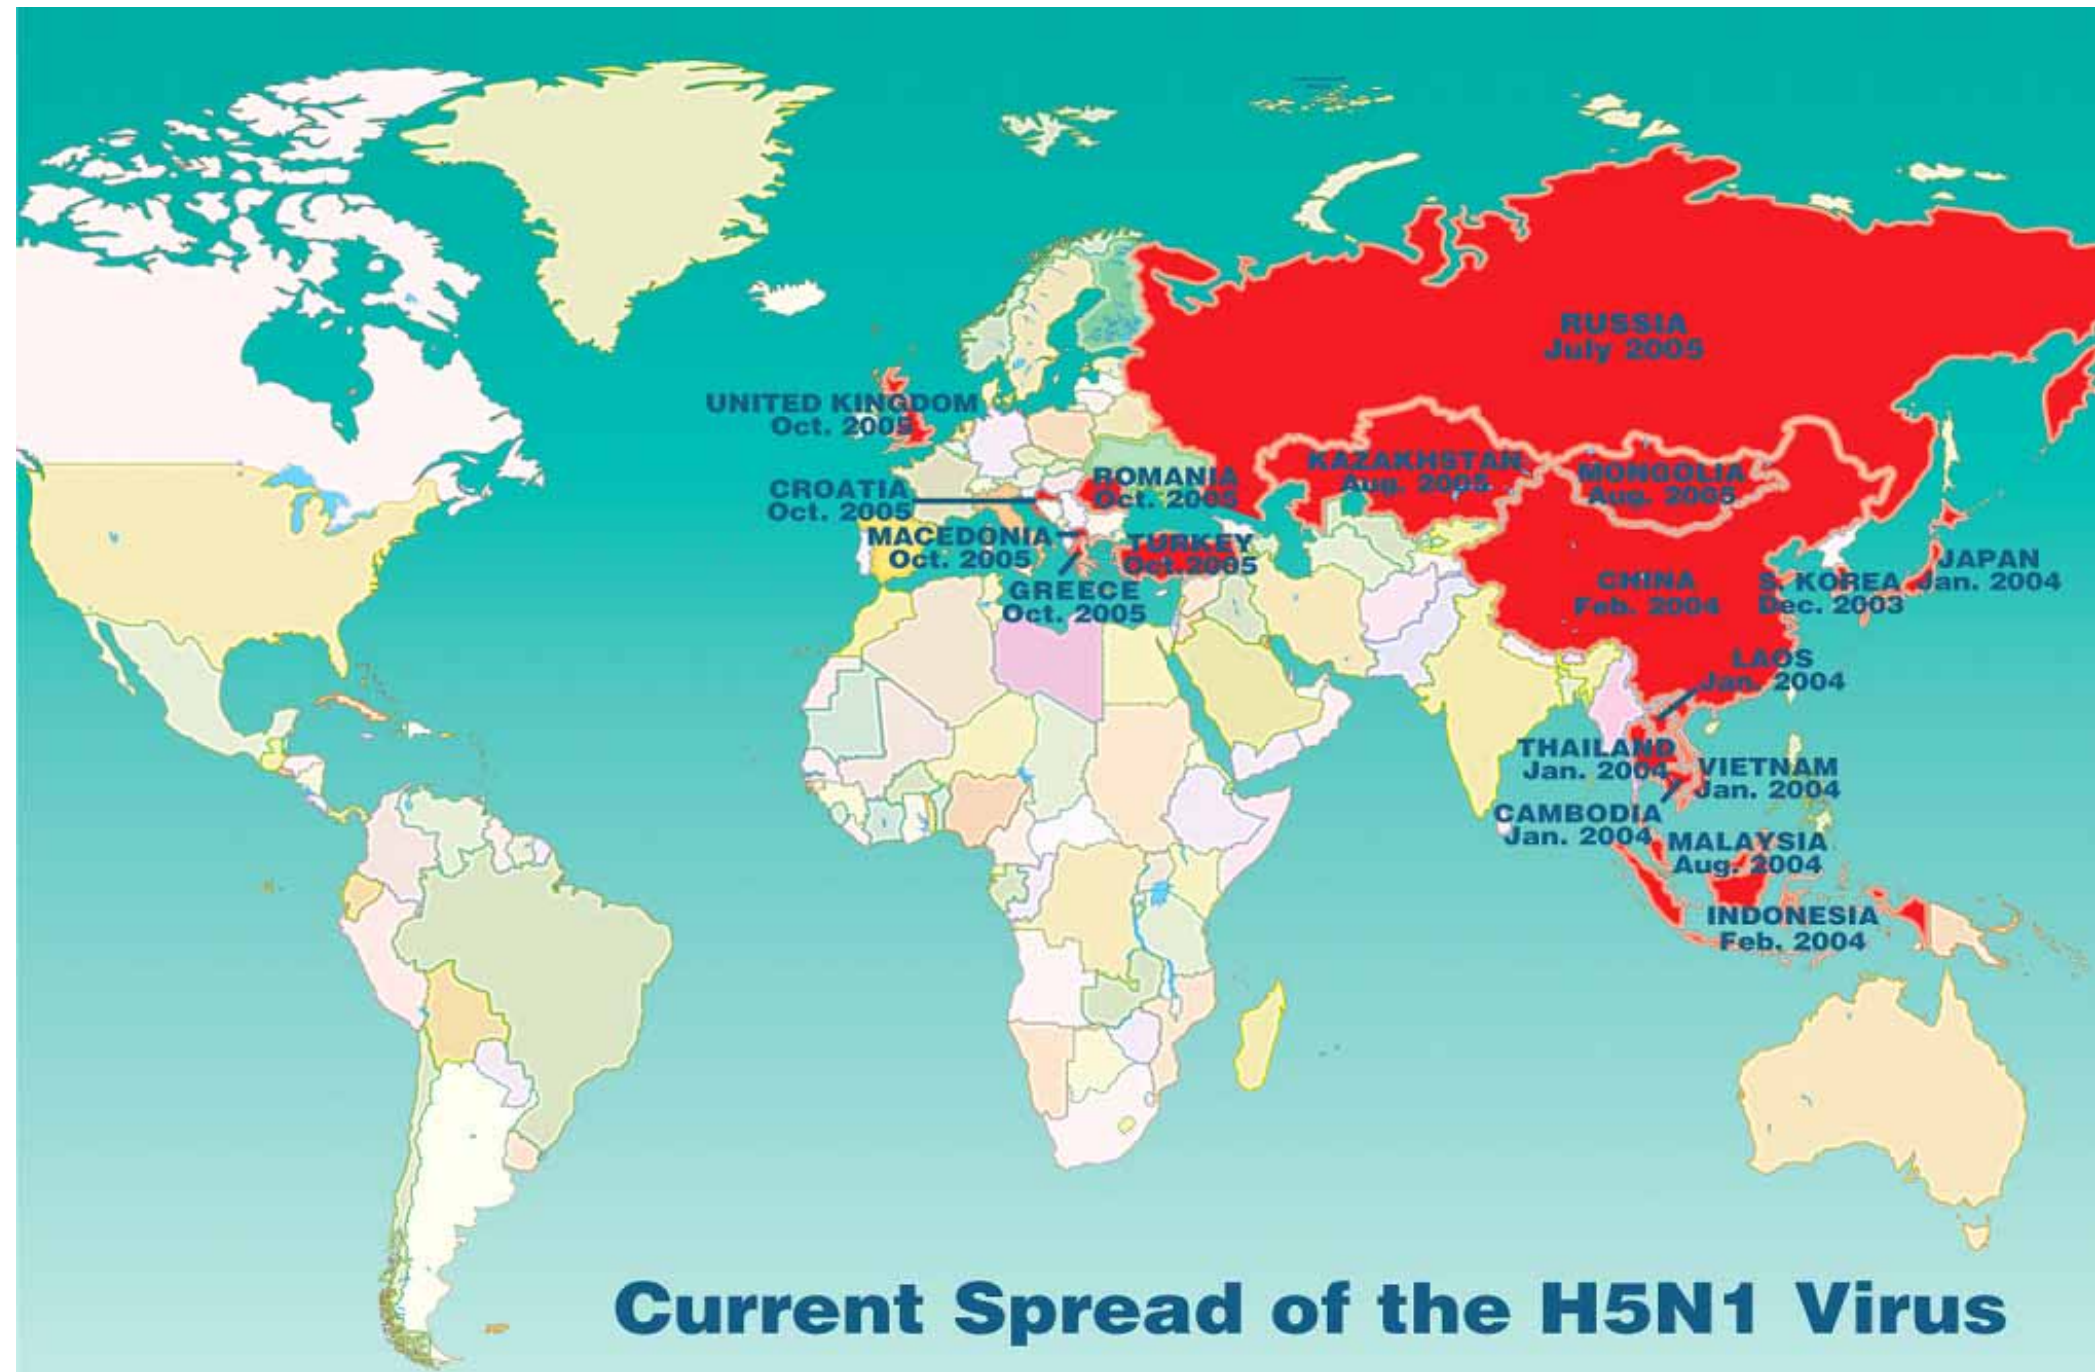 RUSSIA
July 2005
UNITED KINGDOM
Oct. 2005
KAZAKHSTAN
Aug. 2005
MONGOLIA
Aug. 2005
ROMANIA
Oct. 2005
CROATIA
Oct. 2005
MACEDONIA
Oct. 2005
TURKEY
Oct.2005
GREECE
Oct. 2005
CHINA
Feb. 2004
S. KOREA
Dec. 2003
JAPAN
Jan. 2004
LAOS
Jan. 2004
THAILAND
Jan. 2004
VIETNAM
Jan. 2004
CAMBODIA
Jan. 2004
MALAYSIA
Aug. 2004
INDONESIA
Feb. 2004
Current Spread of the H5N1 Virus